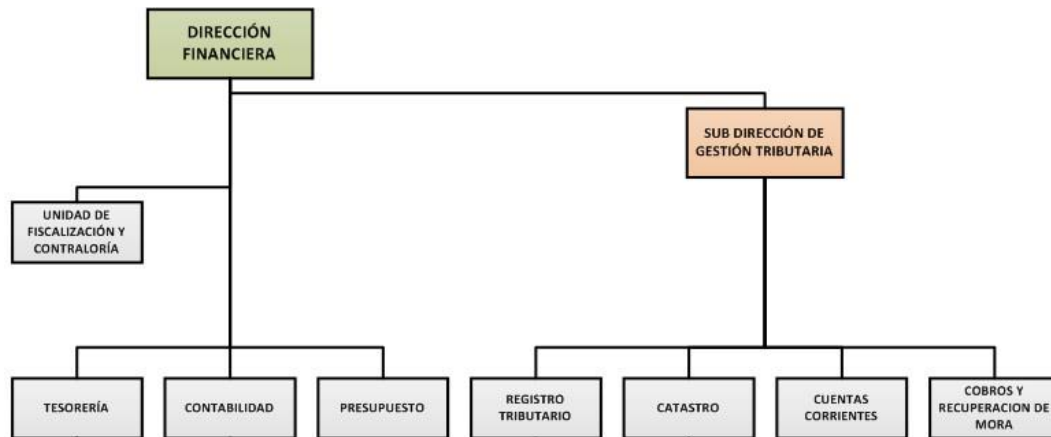 DIRECCIÓN
FINANCIERA
SUB DIRECCIÓN DE
GESTIÓN TRIBUTARIA
UNIDAD DE
FISCALIZACIÓN Y
CONTRALORÍA
TESORERÍA
CONTABILIDAD
PRESUPUESTO
REGISTRO
TRIBUTARIO
CATASTRO
CUENTAS
CORRIENTES
COBROS Y
RECUPERACION DE
MORA